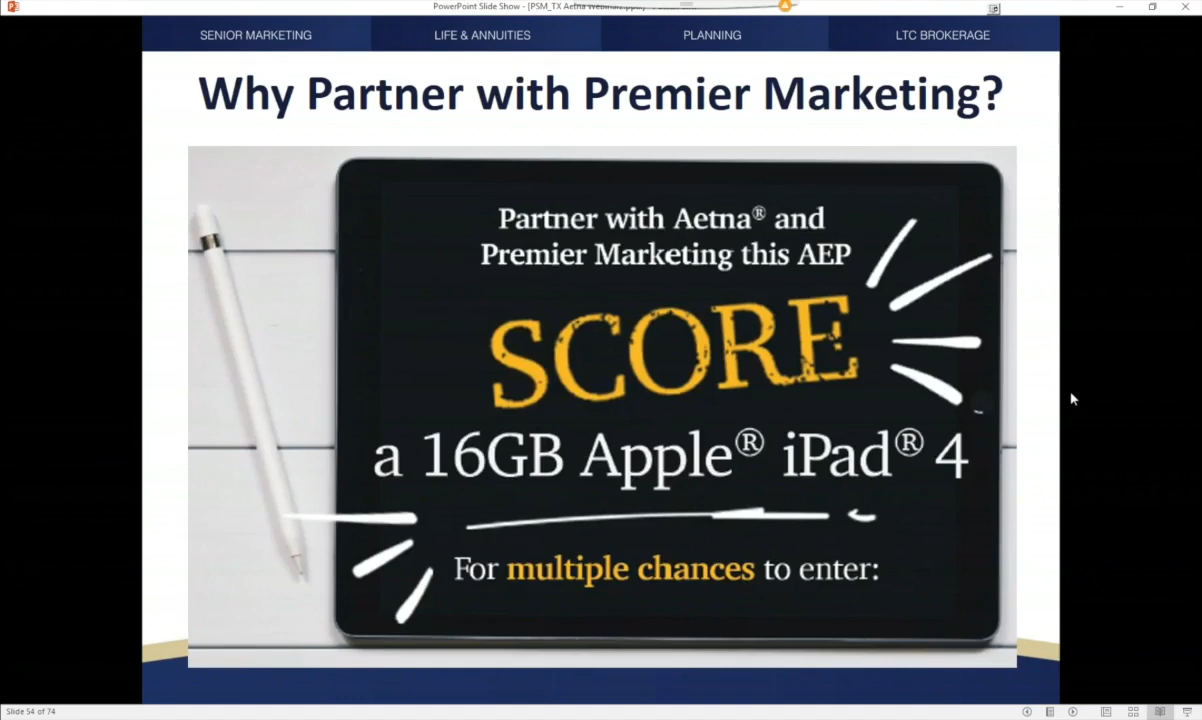 PowerPoint Slide Show - [PSM_TX Aetna
SENIOR MARKETING
LIFE & ANNUITIES
PLANNING
LTC BROKERAGE
Why Partner with Premier Marketing?
Partner with Aetna® and
Premier Marketing this AEP
SCORE
a 16GB Apple® iPad® 4
For multiple chances to enter:
Slide 54 of 74